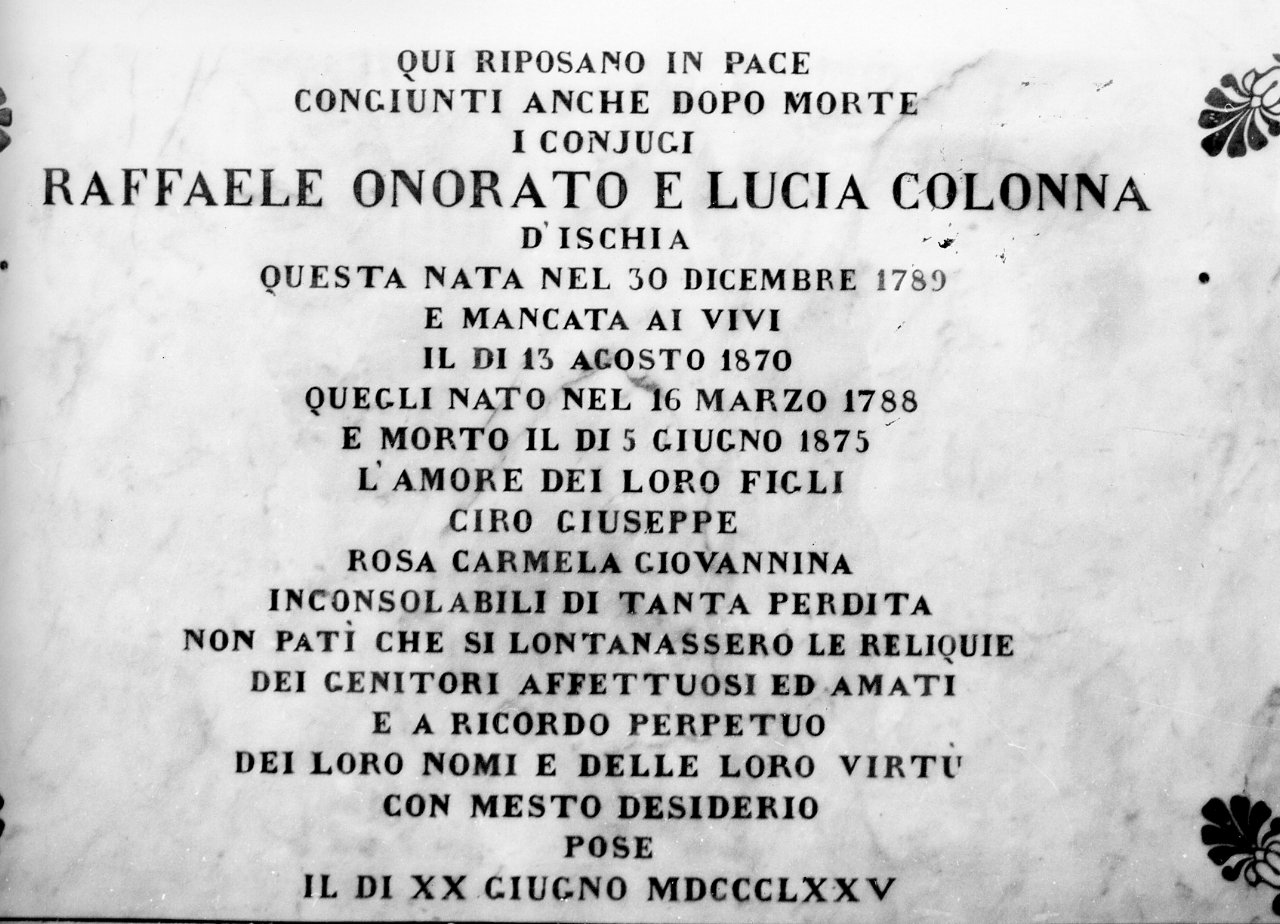 QUI RIPOSANO IN PACE
CONGIUNTI ANCHE DOPO MORTE
I CONJUGI
RAFFAELE ONORATO E LUCIA COLONNA
D'ISCHIA
QUESTA NATA NEL 30 DICEMBRE 1789
E MANCATA AI VIVI
IL DI 13 AGOSTO 1870
QUEGLI NATO NEL 16 MARZO 1788
E MORTO IL DI 5 GIUGNO 1875
L'AMORE DEI LORO FIGLI
CIRO GIUSEPPE
ROSA CARMELA GIOVANNINA
INCONSOLABILI DI TANTA PERDITA
NON PATÌ CHE SI LONTANASSERO LE RELIQUIE
DEI GENITORI AFFETTUOSI ED AMATI
E A RICORDO PERPETUO
DEI LORO NOMI E DELLE LORO VIRTÙ
CON MESTO DESIDERIO
POSE
IL DI XX GIUGNO MDCCCLXXV